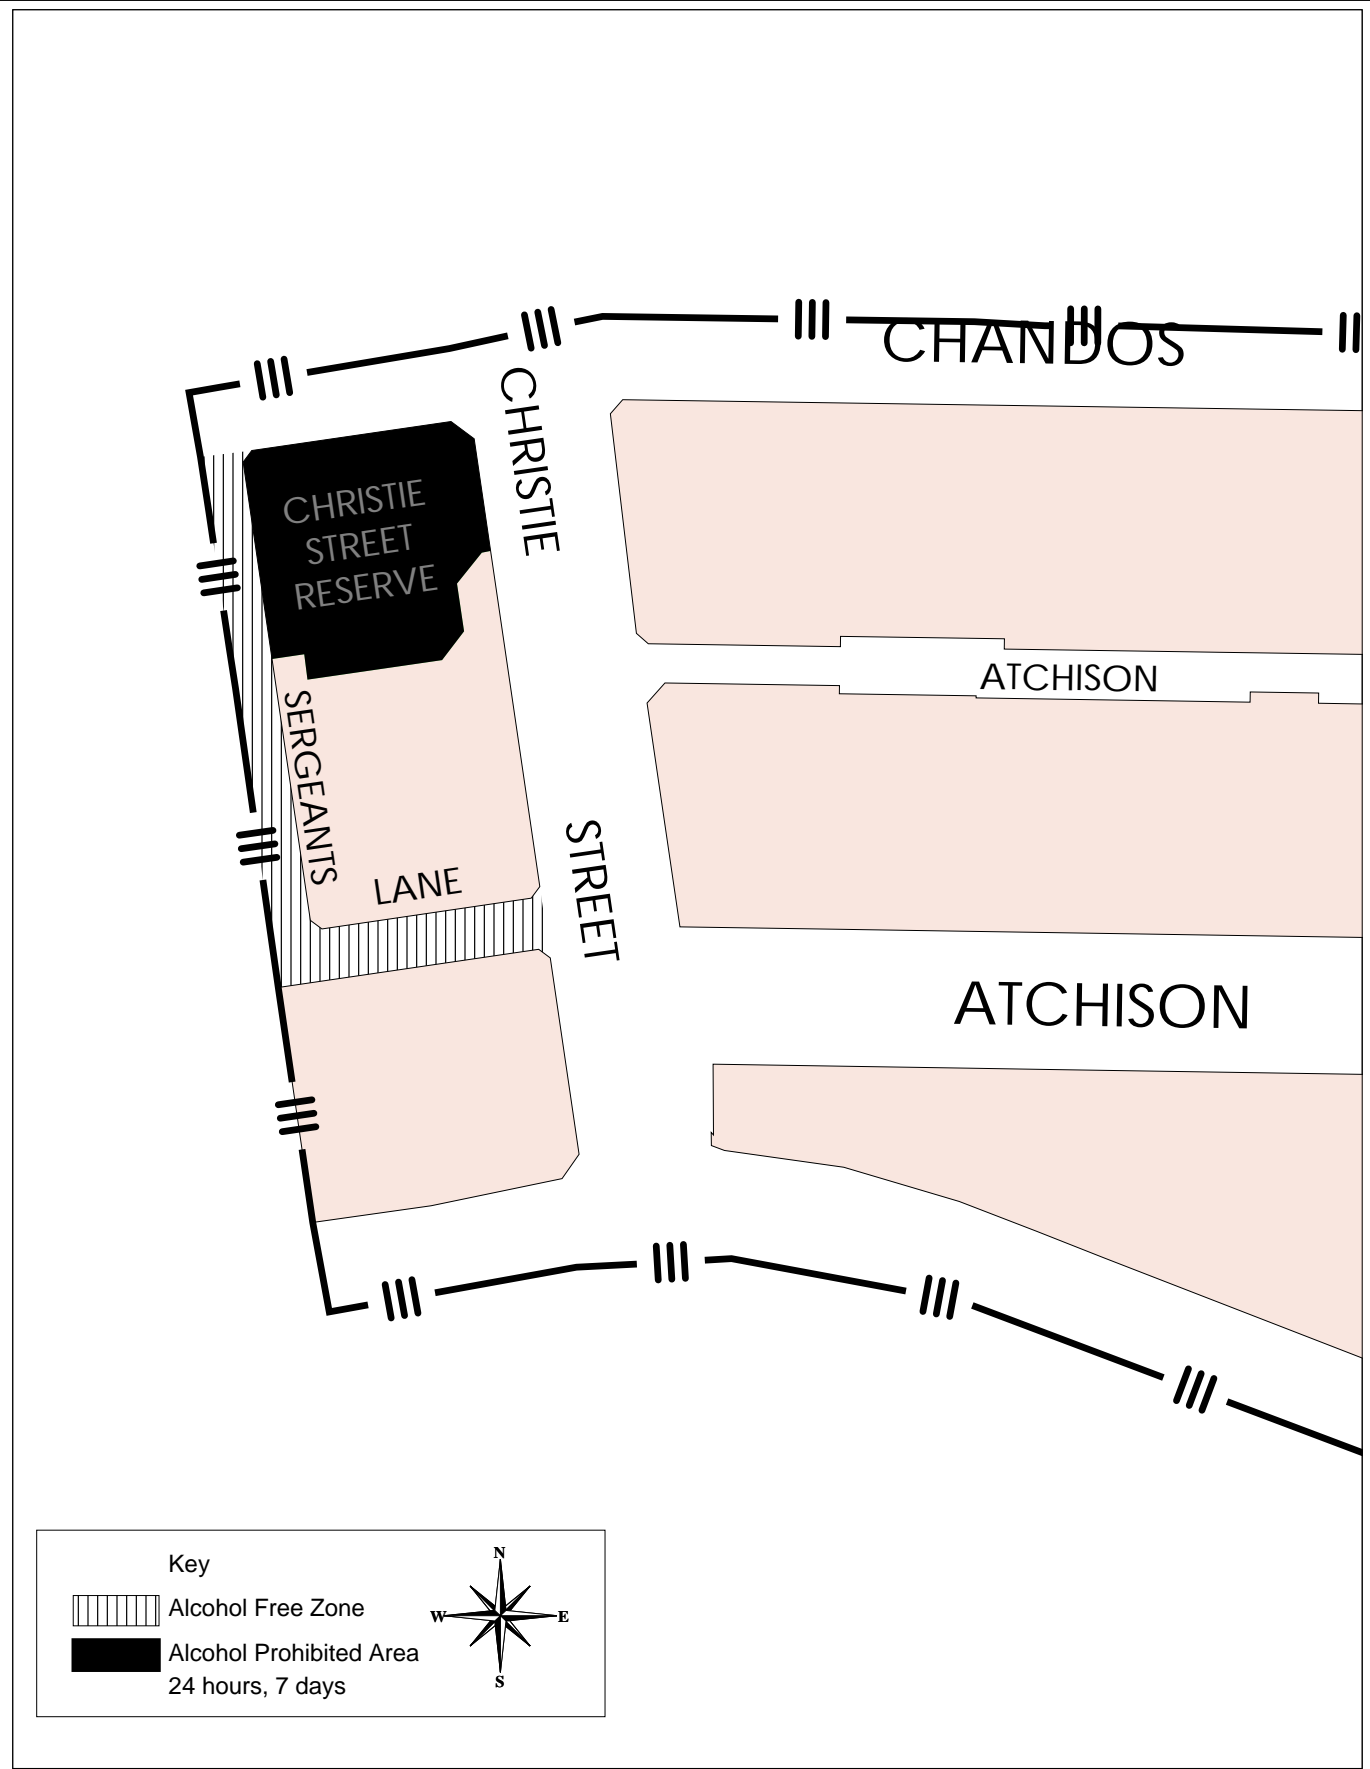 CHANDOS
CHRISTIE
STREET
CHRISTIE
STREET
RESERVE
ATCHISON
SERGEANTS
LANE
ATCHISON
Key
Alcohol Free Zone
Alcohol Prohibited Area
24 hours, 7 days
N
W
E
S